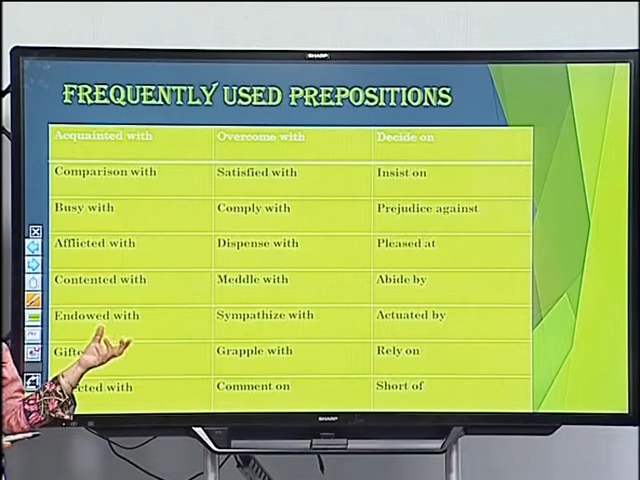 SHARP
FREQUENTLY USED PREPOSITIONS
Acquainted with Overcome with Decide on
Comparison with Satisfied with Insist on
Busy with Comply with Prejudice against
Afflicted with Dispense with Pleased at
Contented with Meddle with Abide by
Endowed with Sympathize with Actuated by
Grapple with Rely on
with Comment on Short of
SHARP